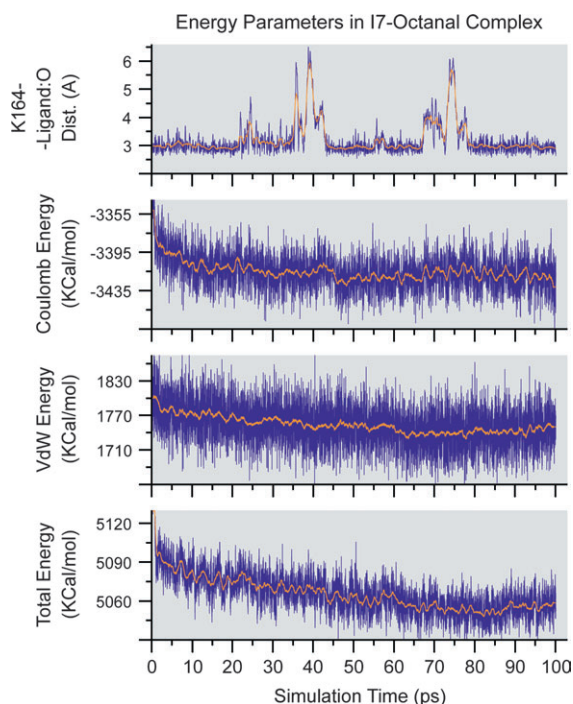 Energy Parameters in I7-Octanal Complex
K164-
-Ligand:O
Dist. (A)
6
5
4
3
Coulomb Energy
(KCal/mol)
-3355
-3395
-3435
VdW Energy
(KCal/mol)
1830
1770
1710
Total Energy
(KCal/mol)
5120
5090
5060
0 10 20 30 40 50 60 70 80 90 100
Simulation Time (ps)